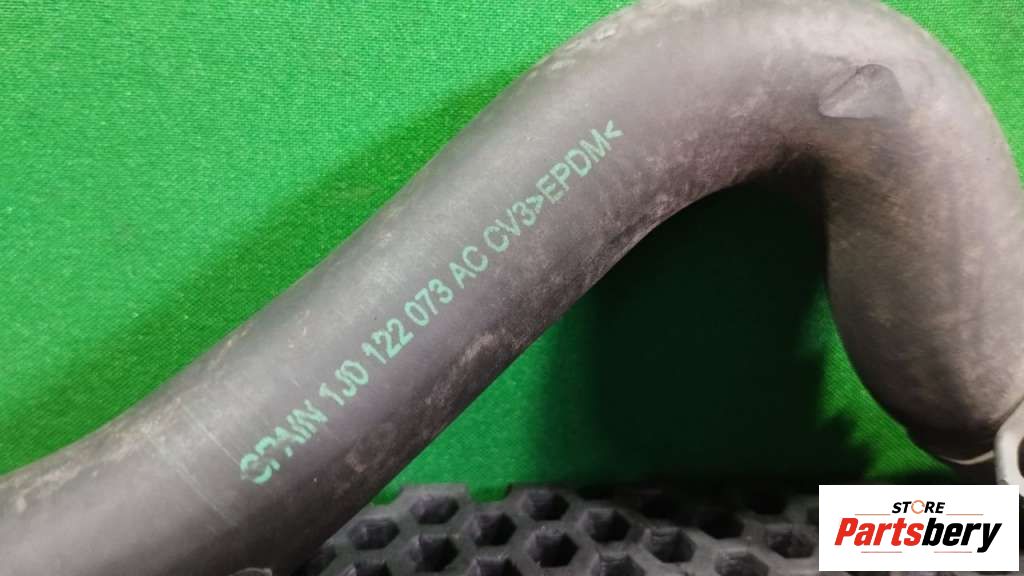 SPAIN 1J0 122 073 AC CV3>EPDM<
STORE
Partsbery